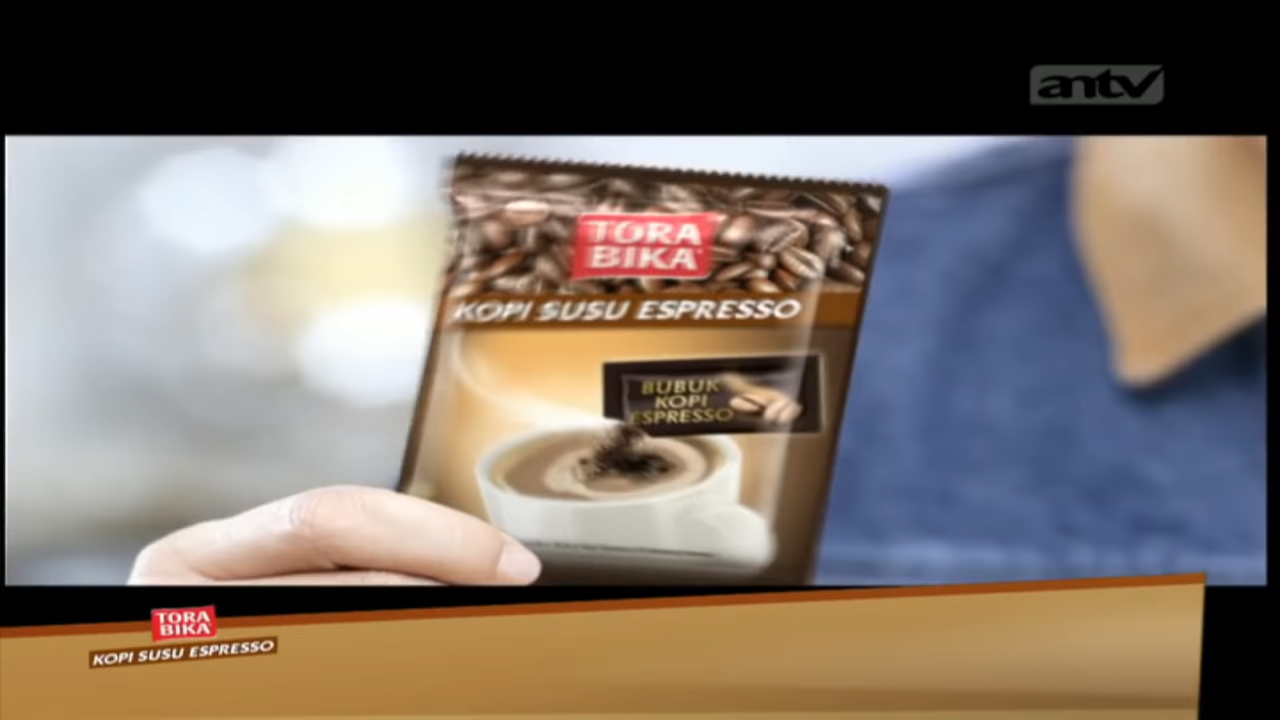 antv
TORA
BIKA
KOPI SUSU ESPRESSO
BUBUK
KOPI
ESPRESSO
TORA
BIKA
KOPI SUSU ESPRESSO